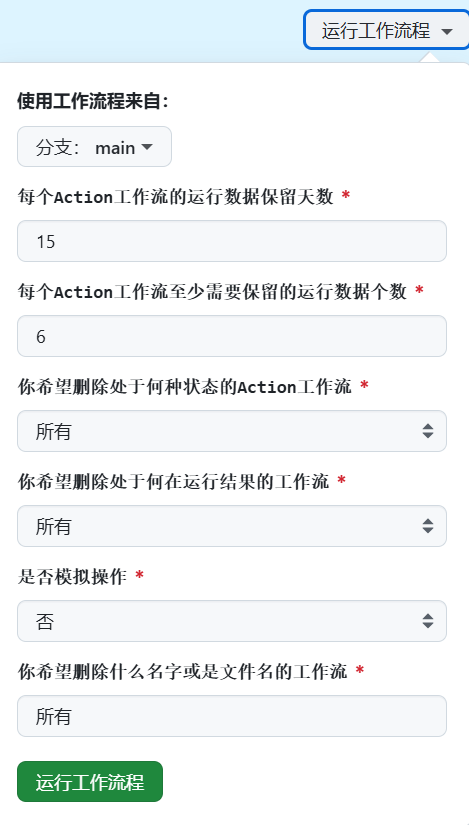 运行工作流程
使用工作流程来自：
分支： main
每个Action工作流的运行数据保留天数 *
15
每个Action工作流至少需要保留的运行数据个数 *
6
你希望删除处于何种状态的Action工作流 *
所有
你希望删除处于何在运行结果的工作流 *
所有
是否模拟操作 *
否
你希望删除什么名字或是文件名的工作流 *
所有
运行工作流程